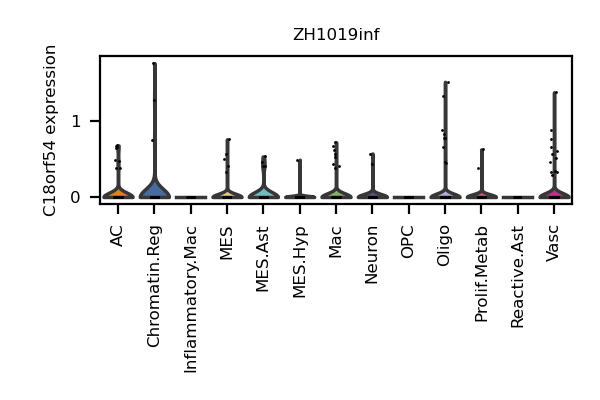 ZH1019inf
C18orf54 expression
1
0
AC
Chromatin.Reg
Inflammatory.Mac
MES
MES.Ast
MES.Hyp
Mac
Neuron
OPC
Oligo
Prolif.Metab
Reactive.Ast
Vasc